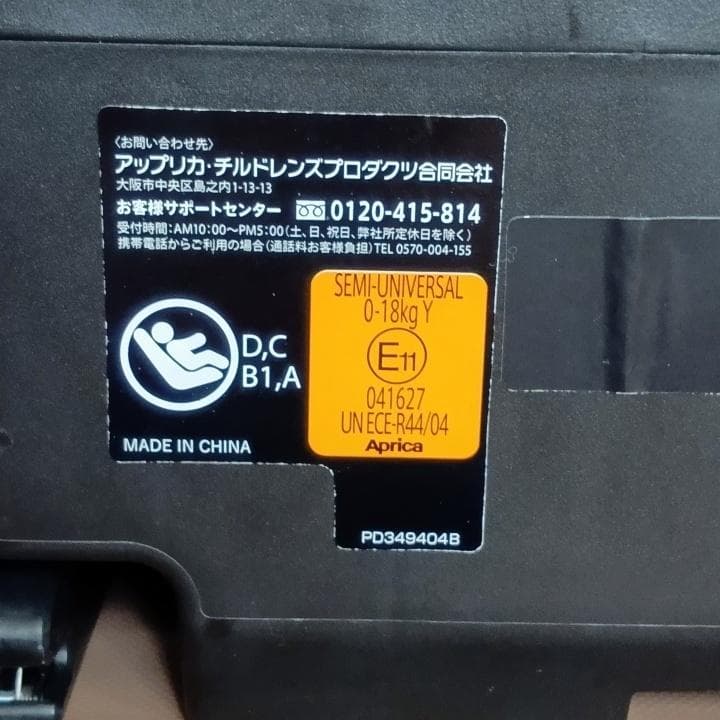 〈お問い合わせ先〉
アップリカ・チルドレンズプロダクツ合同会社
大阪市中央区島之内1-13-13
お客様サポートセンター 0120-415-814
受付時間:AM10:00～PM5:00(土、日、祝日、弊社所定休日を除く)
携帯電話からご利用の場合(通話料お客様負担)TEL 0570-004-155
SEMI-UNIVERSAL
0-18kg Y
E11
041627
UN ECE-R44/04
Aprica
D,C
B1,A
MADE IN CHINA
PD349404B